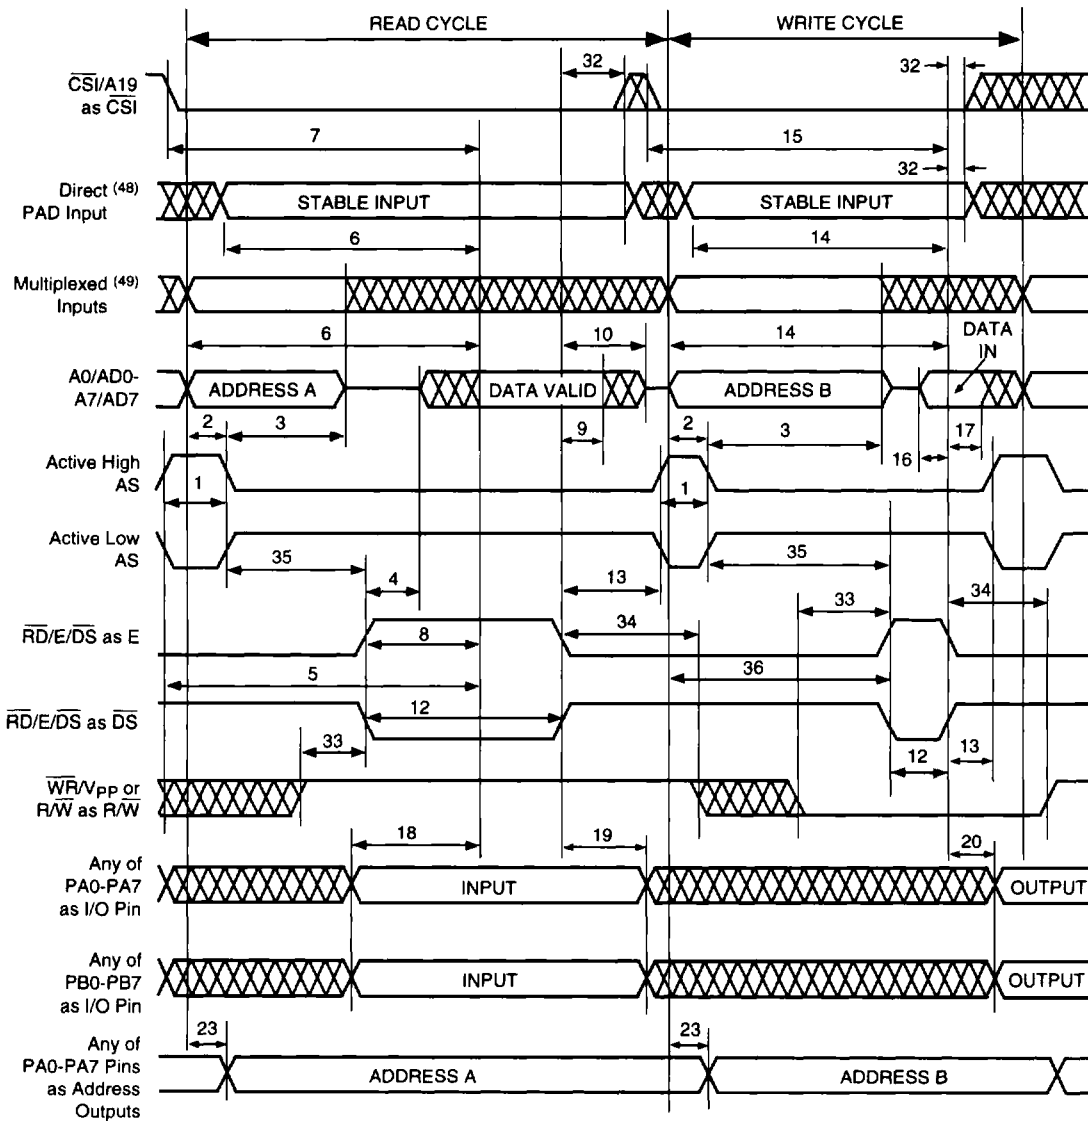 READ CYCLE WRITE CYCLE
32 32
CSI/A19
as CSI
7 15
32
Direct (48)
PAD Input
STABLE INPUT STABLE INPUT
6 14
Multiplexed (49)
Inputs
6 10 14 DATA
IN
A0/AD0-
A7/AD7
ADDRESS A DATA VALID ADDRESS B
2 3 9 2 3 17
16
Active High
AS
1 1
Active Low
AS
35 4 13 35
33 34
34
RD/E/DS as E
8
5 36
RD/E/DS as DS
12
33 12 13
WR/VPP or
R/W as R/W
18 19 20
Any of
PA0-PA7
as I/O Pin
INPUT OUTPUT
Any of
PB0-PB7
as I/O Pin
INPUT OUTPUT
23 23
Any of
PA0-PA7 Pins
as Address
Outputs
ADDRESS A ADDRESS B